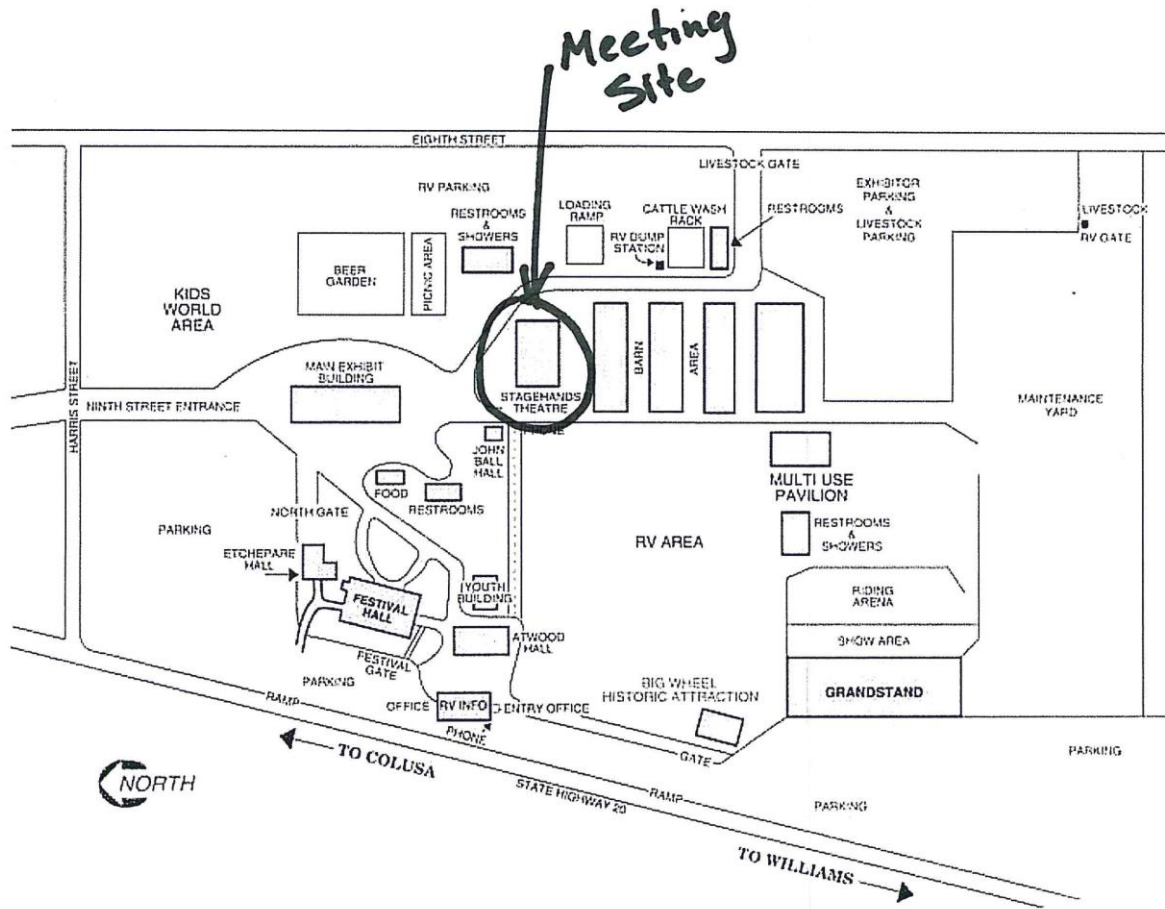 Meeting
Site
EIGHTH STREET
LIVESTOCK GATE
RV PARKING
RESTROOMS
&
SHOWERS
LOADING
RAMP
CATTLE WASH
RACK
RV DUMP
STATION
RESTROOMS
EXHIBITOR
PARKING
&
LIVESTOCK
PARKING
LIVESTOCK
RV GATE
BEER
GARDEN
PICNIC AREA
KIDS
WORLD
AREA
MAIN EXHIBIT
BUILDING
STAGEHANDS
THEATRE
PHONE
BARN
AREA
NINTH STREET ENTRANCE
HARRIS STREET
MAINTENANCE
YARD
JOHN
BALL
HALL
FOOD
RESTROOMS
MULTI USE
PAVILION
NORTH GATE
PARKING
RV AREA
RESTROOMS
&
SHOWERS
ETCHEPARE
HALL
FESTIVAL
HALL
YOUTH
BUILDING
ATWOOD
HALL
RIDING
ARENA
SHOW AREA
GRANDSTAND
FESTIVAL
GATE
PARKING
BIG WHEEL
HISTORIC ATTRACTION
RAMP
OFFICE
RV INFO
ENTRY OFFICE
PHONE
GATE
PARKING
TO COLUSA
NORTH
STATE HIGHWAY 20
RAMP
PARKING
TO WILLIAMS